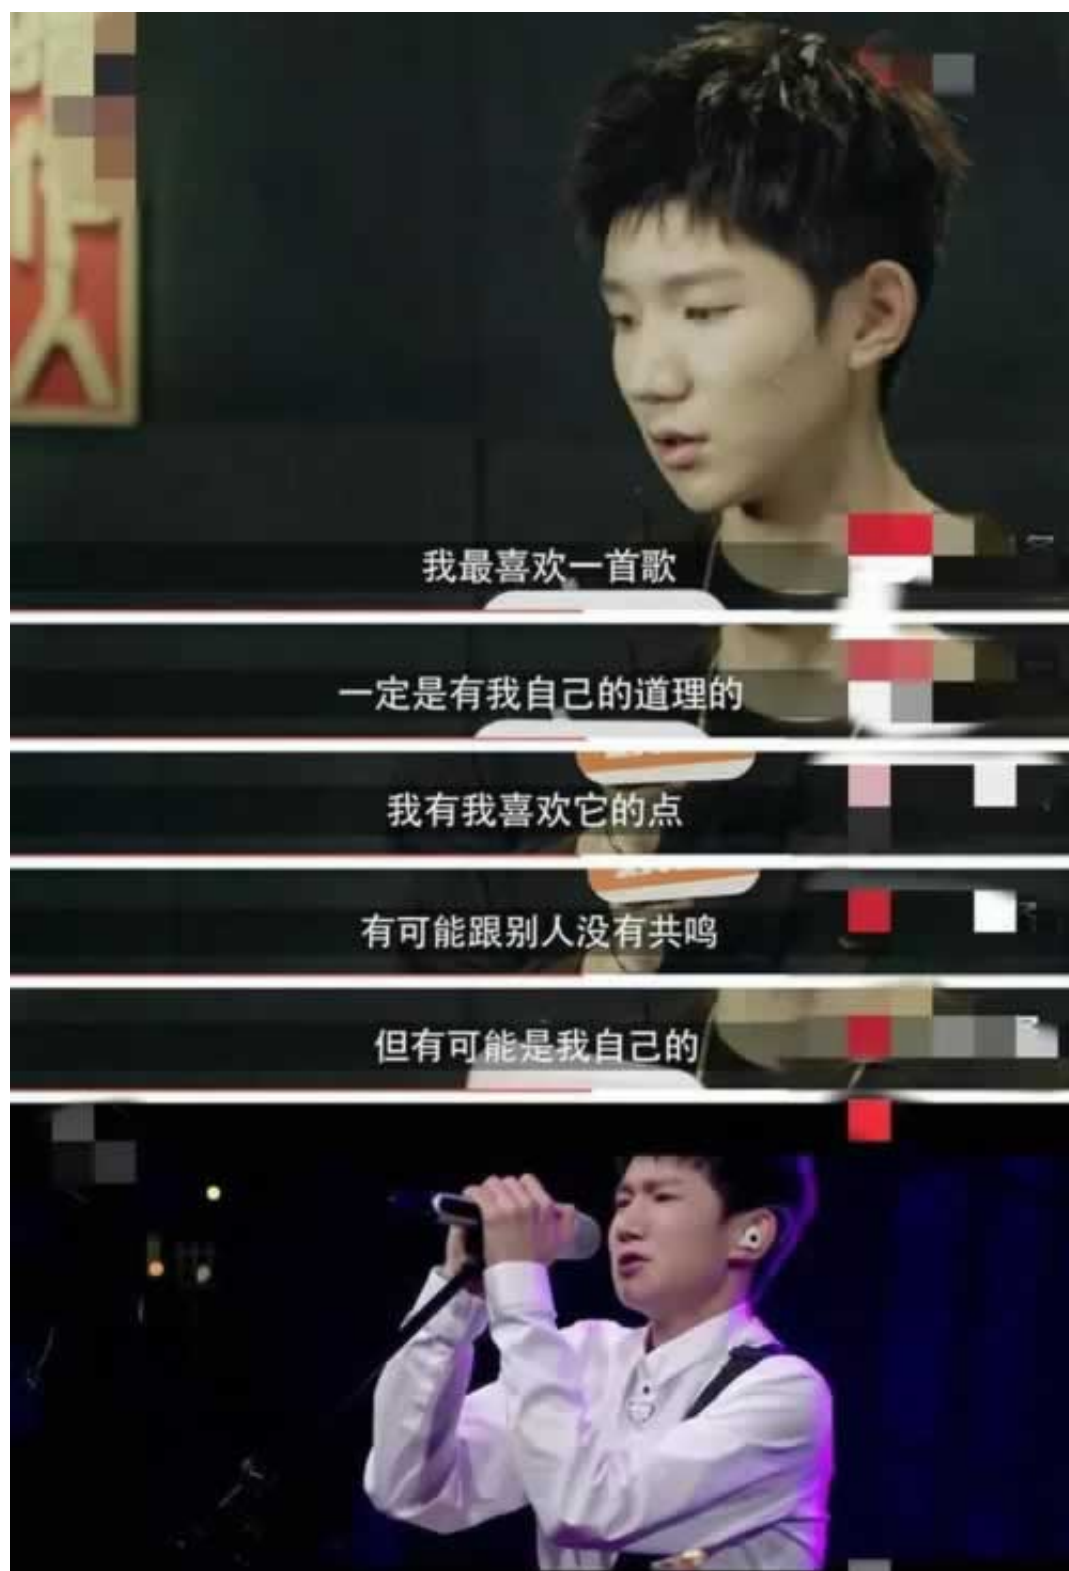 我最喜欢一首歌
一定是有我自己的道理的
我有我喜欢它的点
有可能跟别人没有共鸣
但有可能是我自己的